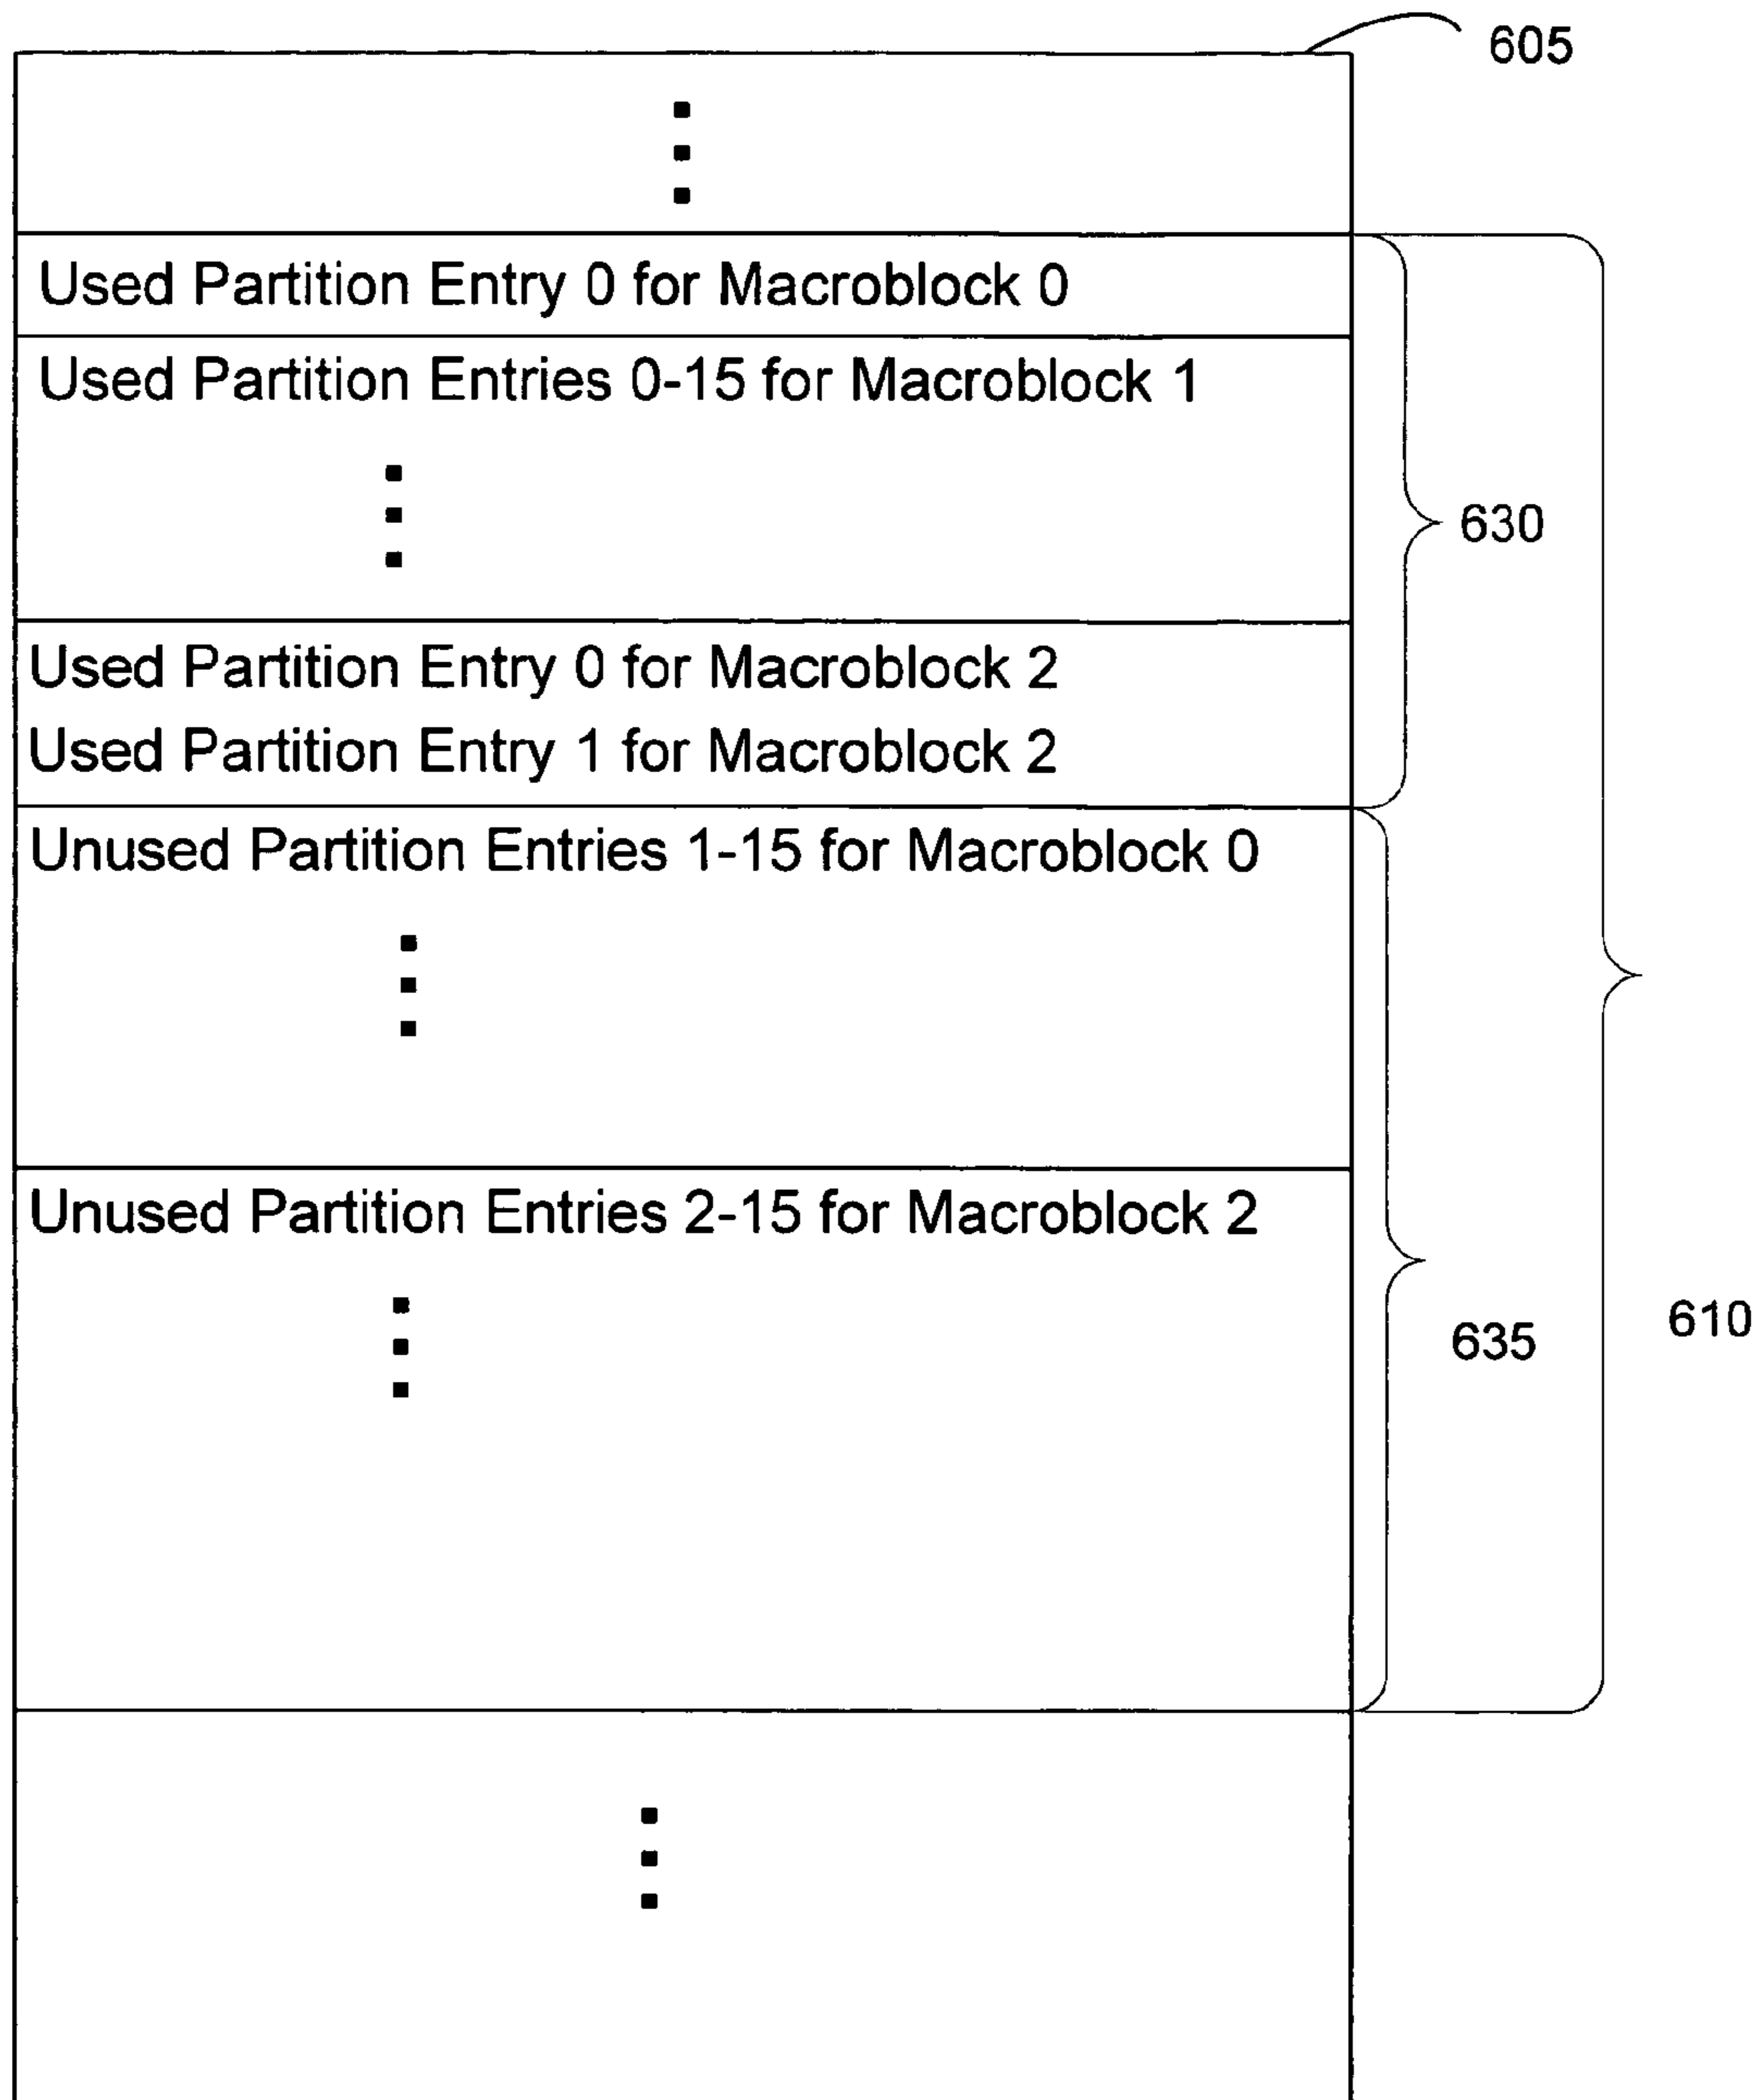 605
Used Partition Entry 0 for Macroblock 0
Used Partition Entries 0-15 for Macroblock 1
630
Used Partition Entry 0 for Macroblock 2
Used Partition Entry 1 for Macroblock 2
Unused Partition Entries 1-15 for Macroblock 0
Unused Partition Entries 2-15 for Macroblock 2
635
610